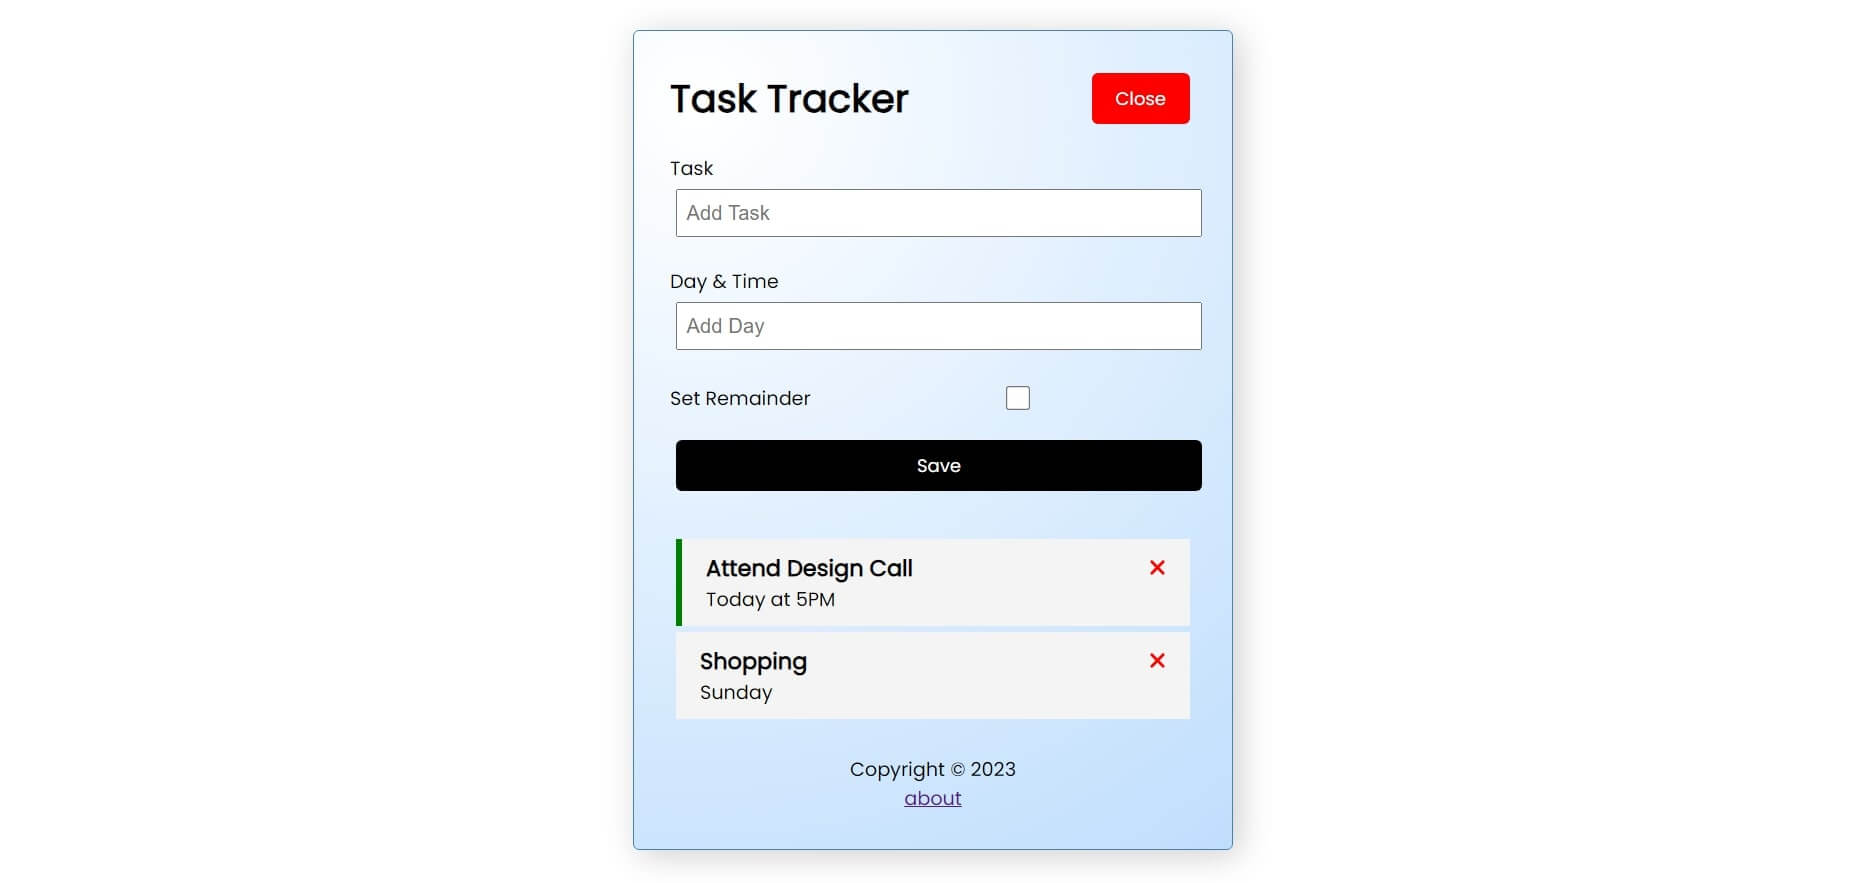 Task Tracker
Close
Task
Add Task
Day & Time
Add Day
Set Remainder
Save
Attend Design Call
Today at 5PM
Shopping
Sunday
Copyright © 2023
about